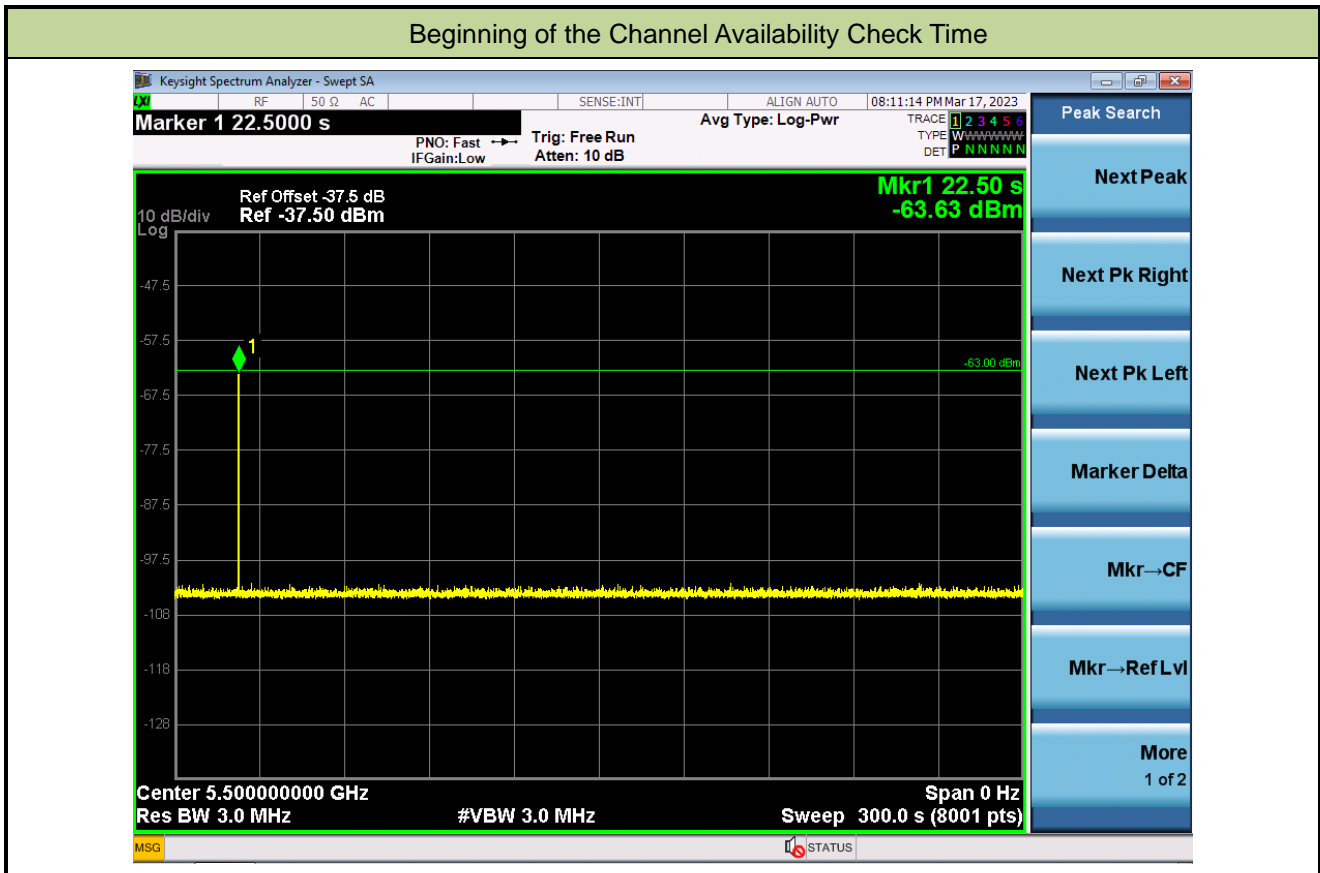 Beginning of the Channel Availability Check Time
Keysight Spectrum Analyzer - Swept SA
LXI RF 50 Ω AC SENSE:INT ALIGN AUTO 08:11:14 PM Mar 17, 2023
Marker 1 22.5000 s
PNO: Fast
IFGain:Low
Trig: Free Run
Atten: 10 dB
Avg Type: Log-Pwr
TRACE 1 2 3 4 5 6
TYPE WWWWWW
DET P N N N N N
Peak Search
Next Peak
Next Pk Right
Next Pk Left
Marker Delta
Mkr→CF
Mkr→Ref Lvl
More
1 of 2
Mkr1 22.50 s
-63.63 dBm
Ref Offset -37.5 dB
10 dB/div Ref -37.50 dBm
Log
-47.5
-57.5
1
-63.00 dBm
-67.5
-77.5
-87.5
-97.5
-108
-118
-128
Center 5.500000000 GHz Span 0 Hz
Res BW 3.0 MHz #VBW 3.0 MHz Sweep 300.0 s (8001 pts)
MSG STATUS